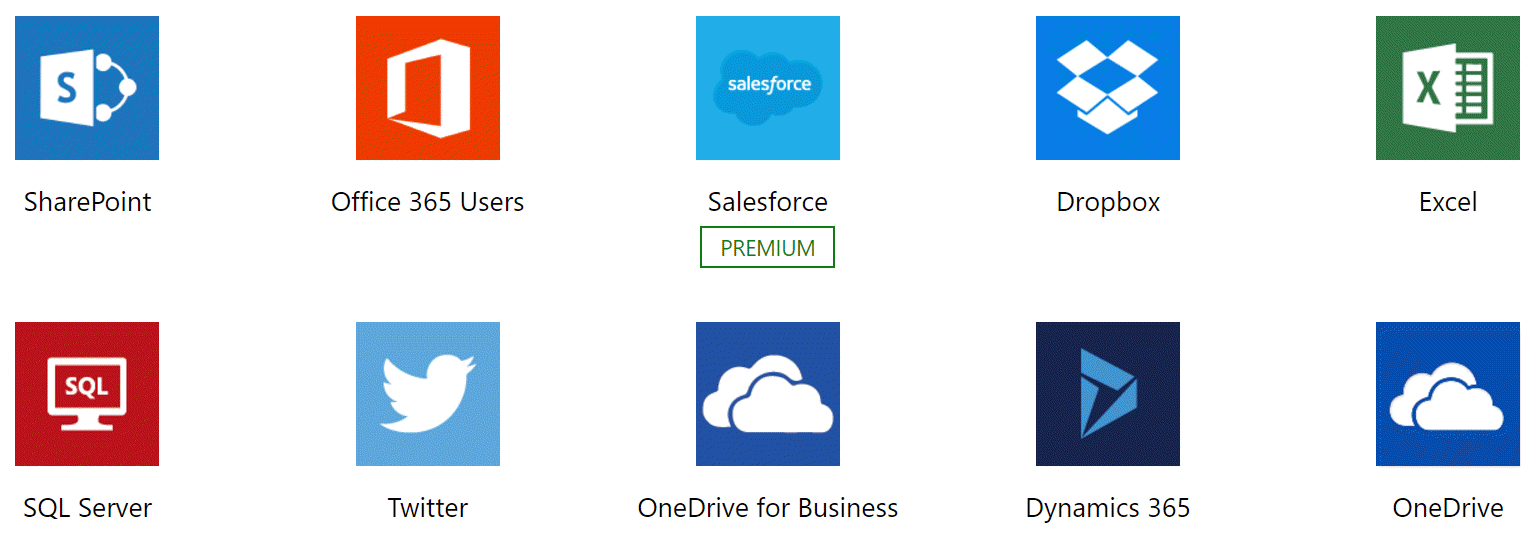 S
salesforce
X
SharePoint
Office 365 Users
Salesforce
Dropbox
Excel
PREMIUM
SQL
SQL Server
Twitter
OneDrive for Business
Dynamics 365
OneDrive